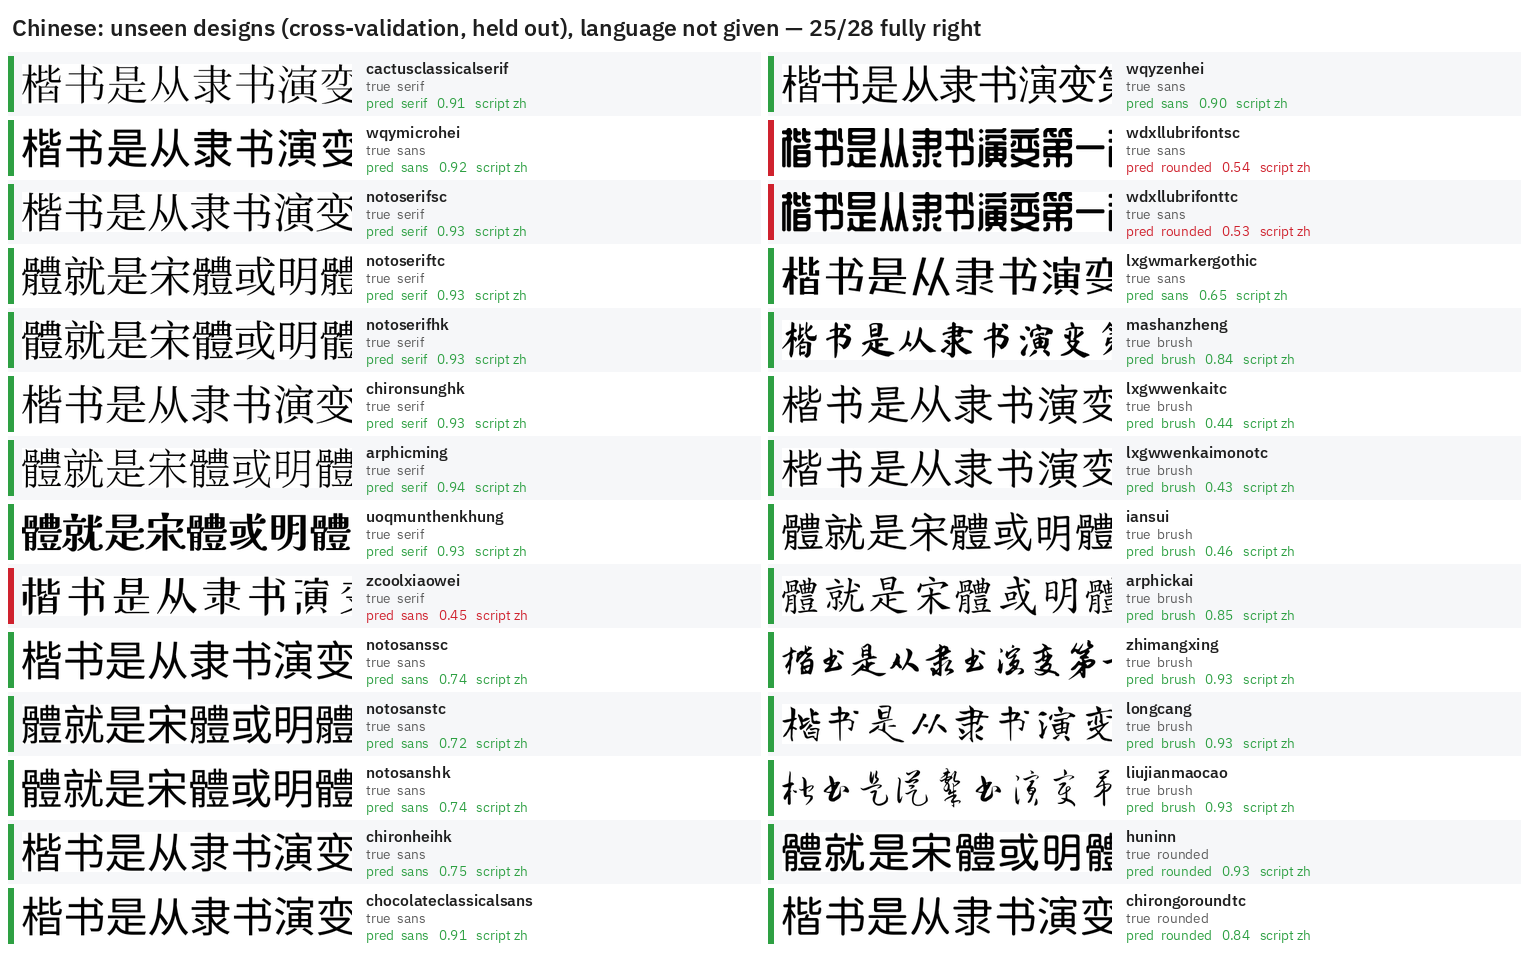 Chinese: unseen designs (cross-validation, held out), language not given — 25/28 fully right
楷书是从隶书演变
cactusclassicalserif
true serif
pred serif 0.91 script zh
楷书是从隶书演变
wqymicrohei
true sans
pred sans 0.92 script zh
楷书是从隶书演变
notoserifsc
true serif
pred serif 0.93 script zh
體就是宋體或明體
notoseriftc
true serif
pred serif 0.93 script zh
體就是宋體或明體
notoserifhk
true serif
pred serif 0.93 script zh
楷书是从隶书演变
chironsunghk
true serif
pred serif 0.93 script zh
體就是宋體或明體
arphicming
true serif
pred serif 0.94 script zh
體就是宋體或明體
uoqmunthenkhung
true serif
pred serif 0.93 script zh
楷书是从隶书演
zcoolxiaowei
true serif
pred sans 0.45 script zh
楷书是从隶书演变
notosanssc
true sans
pred sans 0.74 script zh
體就是宋體或明體
notosanstc
true sans
pred sans 0.72 script zh
體就是宋體或明體
notosanshk
true sans
pred sans 0.74 script zh
楷书是从隶书演变
chironheihk
true sans
pred sans 0.75 script zh
楷书是从隶书演变
chocolateclassicalsans
true sans
pred sans 0.91 script zh
楷书是从隶书演变第
wqyzenhei
true sans
pred sans 0.90 script zh
楷书是从隶书演变第一
wdxllubrifontsc
true sans
pred rounded 0.54 script zh
楷书是从隶书演变第一
wdxllubrifonttc
true sans
pred rounded 0.53 script zh
楷书是从隶书演变
lxgwmarkergothic
true sans
pred sans 0.65 script zh
楷书是从隶书演变第
mashanzheng
true brush
pred brush 0.84 script zh
楷书是从隶书演变
lxgwwenkaitc
true brush
pred brush 0.44 script zh
楷书是从隶书演变
lxgwwenkaimonotc
true brush
pred brush 0.43 script zh
體就是宋體或明體
iansui
true brush
pred brush 0.46 script zh
體就是宋體或明體
arphickai
true brush
pred brush 0.85 script zh
楷书是从隶书演变第一
zhimangxing
true brush
pred brush 0.93 script zh
楷书是从隶书演变
longcang
true brush
pred brush 0.93 script zh
楷书是从隶书演变第
liujianmaocao
true brush
pred brush 0.93 script zh
體就是宋體或明體
huninn
true rounded
pred rounded 0.93 script zh
楷书是从隶书演变
chirongoroundtc
true rounded
pred rounded 0.84 script zh